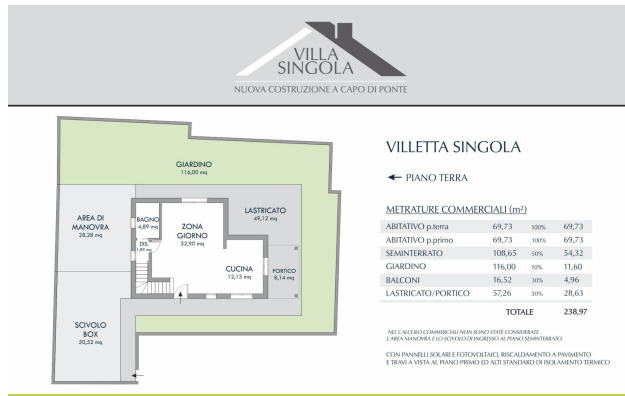 VILLA
SINGOLA
NUOVA COSTRUZIONE A CAPO DI PONTE
VILLETTA SINGOLA
PIANO TERRA
METRATURE COMMERCIALI (m²)
ABITATIVO p.terra 69,73 100% 69,73
ABITATIVO p.primo 69,73 100% 69,73
SEMINTERRATO 108,65 50% 54,32
GIARDINO 116,00 10% 11,60
BALCONI 16,52 30% 4,96
LASTRICATO/PORTICO 57,26 50% 28,63
TOTALE 238,97
NEL CALCOLO COMMERCIALI NON SONO STATE CONSIDERATE
L'AREA MANOVRA E LO SCIVOLO DI INGRESSO AL PIANO SEMINTERRATO.
CON PANNELLI SOLARI E FOTOVOLTAICI, RISCALDAMENTO A PAVIMENTO
E TRAVI A VISTA AL PIANO PRIMO ED ALTI STANDARD DI ISOLAMENTO TERMICO
GIARDINO
116,00 mq
AREA DI
MANOVRA
28,28 mq
BAGNO
4,89 mq
DIS.
1,89 mq
ZONA
GIORNO
32,90 mq
LASTRICATO
49,12 mq
CUCINA
12,13 mq
PORTICO
8,14 mq
SCIVOLO
BOX
50,52 mq